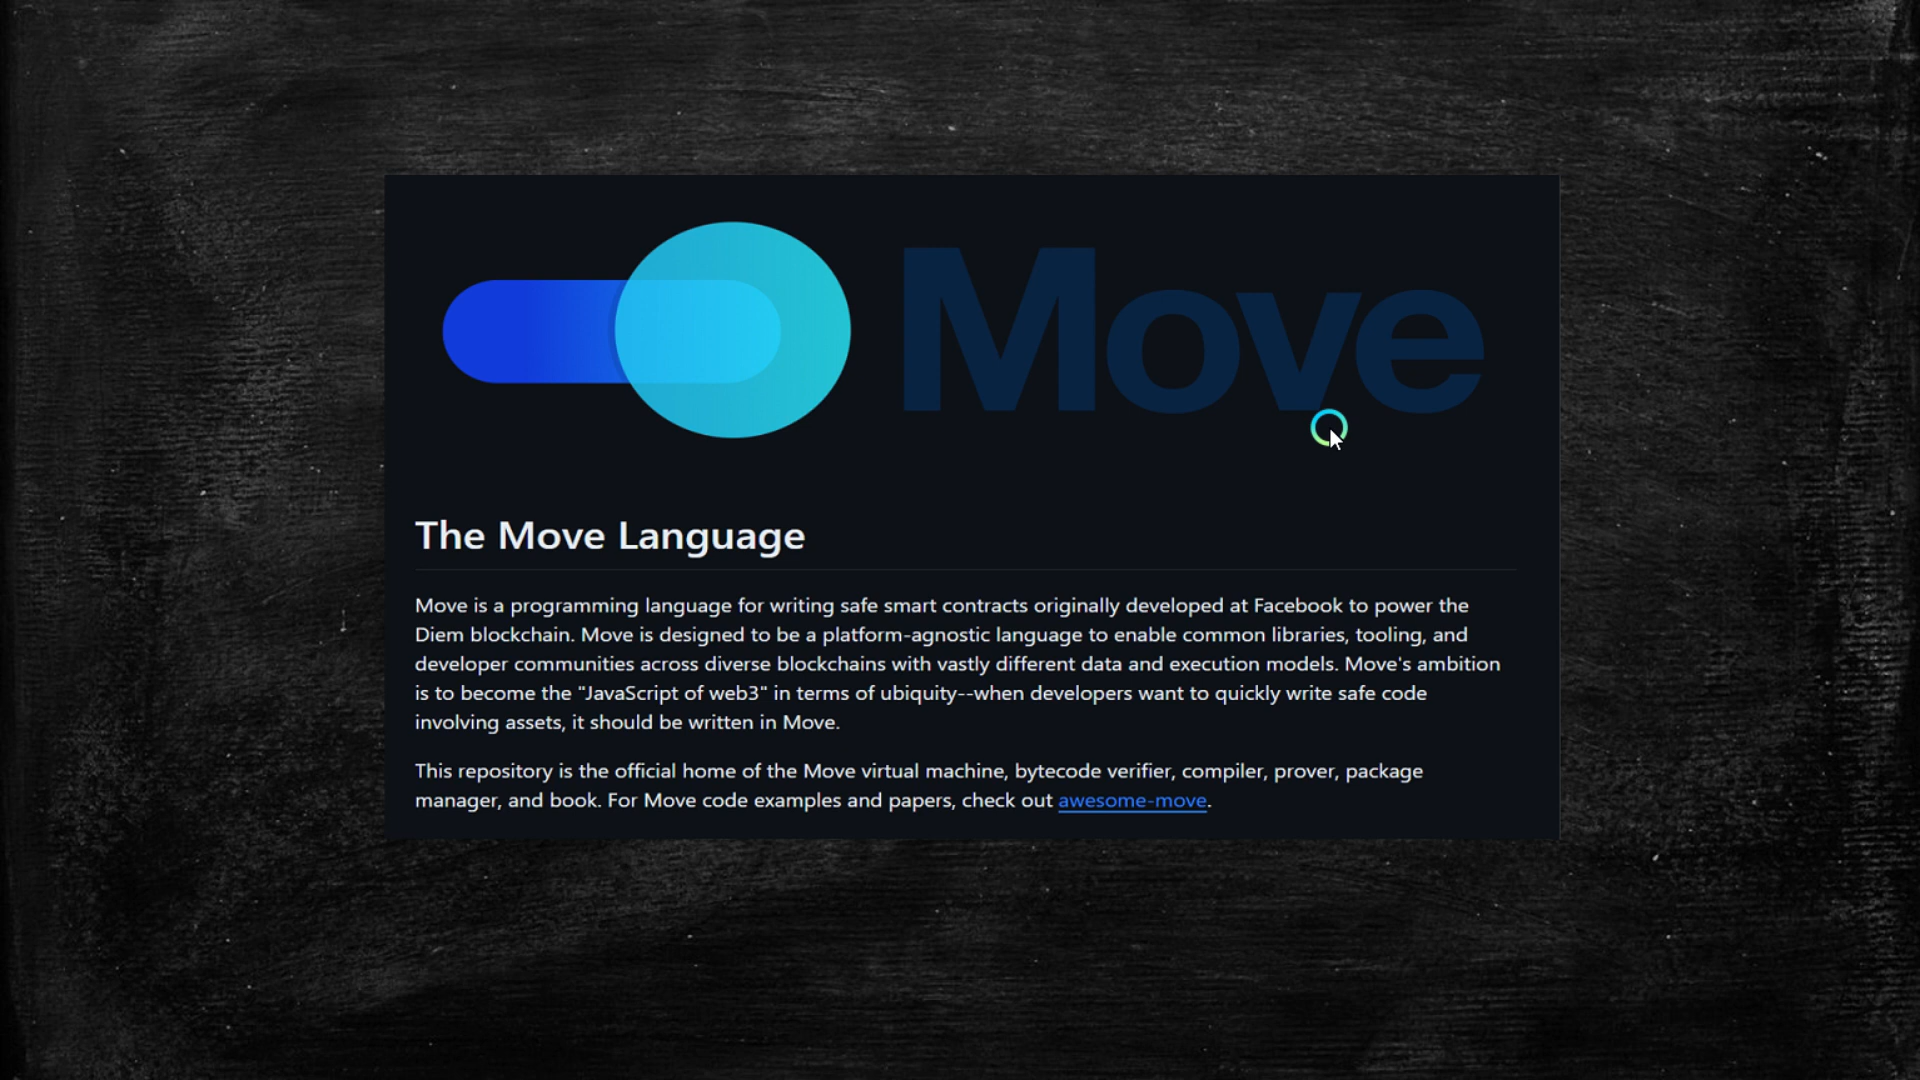 Move
The Move Language
Move is a programming language for writing safe smart contracts originally developed at Facebook to power the
Diem blockchain. Move is designed to be a platform-agnostic language to enable common libraries, tooling, and
developer communities across diverse blockchains with vastly different data and execution models. Move's ambition
is to become the "JavaScript of web3" in terms of ubiquity--when developers want to quickly write safe code
involving assets, it should be written in Move.
This repository is the official home of the Move virtual machine, bytecode verifier, compiler, prover, package
manager, and book. For Move code examples and papers, check out awesome-move.